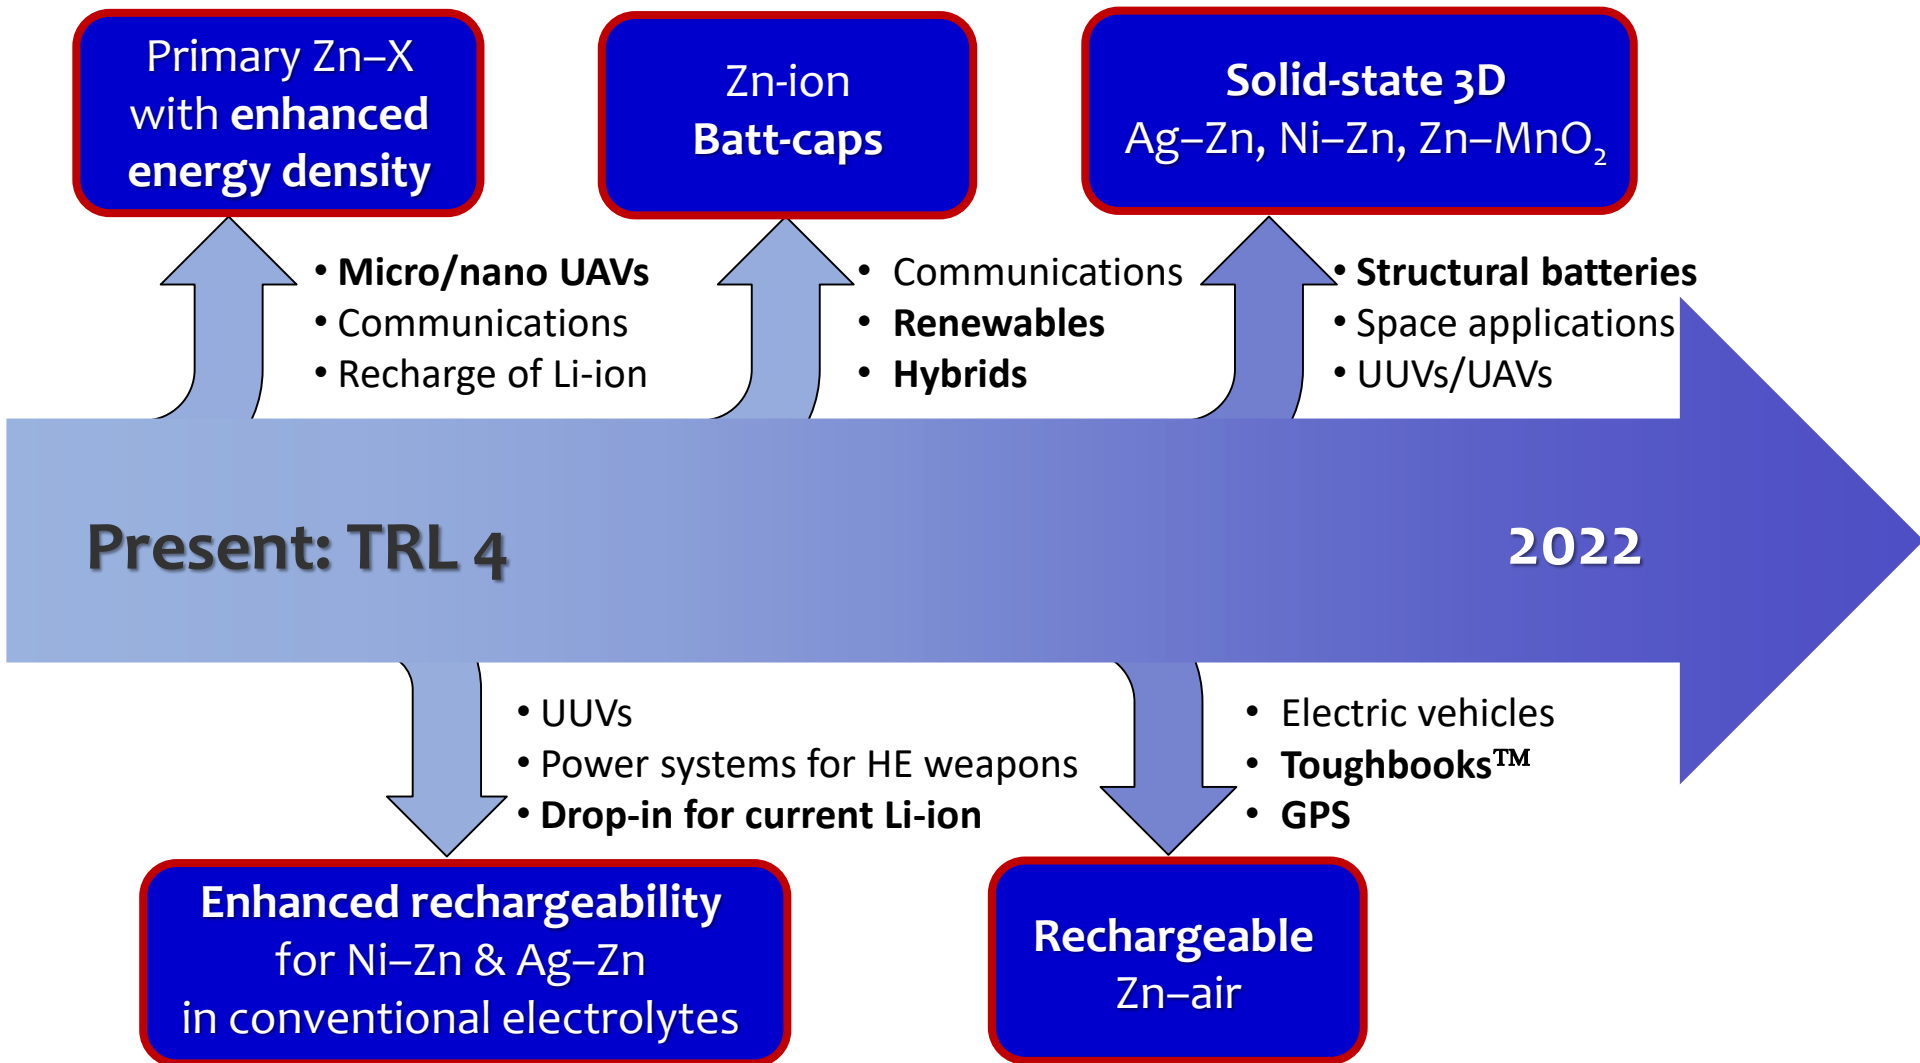 Primary Zn–X
with enhanced
energy density
Zn-ion
Batt-caps
Solid-state 3D
Ag–Zn, Ni–Zn, Zn–MnO₂
• Micro/nano UAVs
• Communications
• Recharge of Li-ion
• Communications
• Renewables
• Hybrids
• Structural batteries
• Space applications
• UUVs/UAVs
Present: TRL 4
2022
• UUVs
• Power systems for HE weapons
• Drop-in for current Li-ion
• Electric vehicles
• Toughbooks™
• GPS
Enhanced rechargeability
for Ni–Zn & Ag–Zn
in conventional electrolytes
Rechargeable
Zn–air